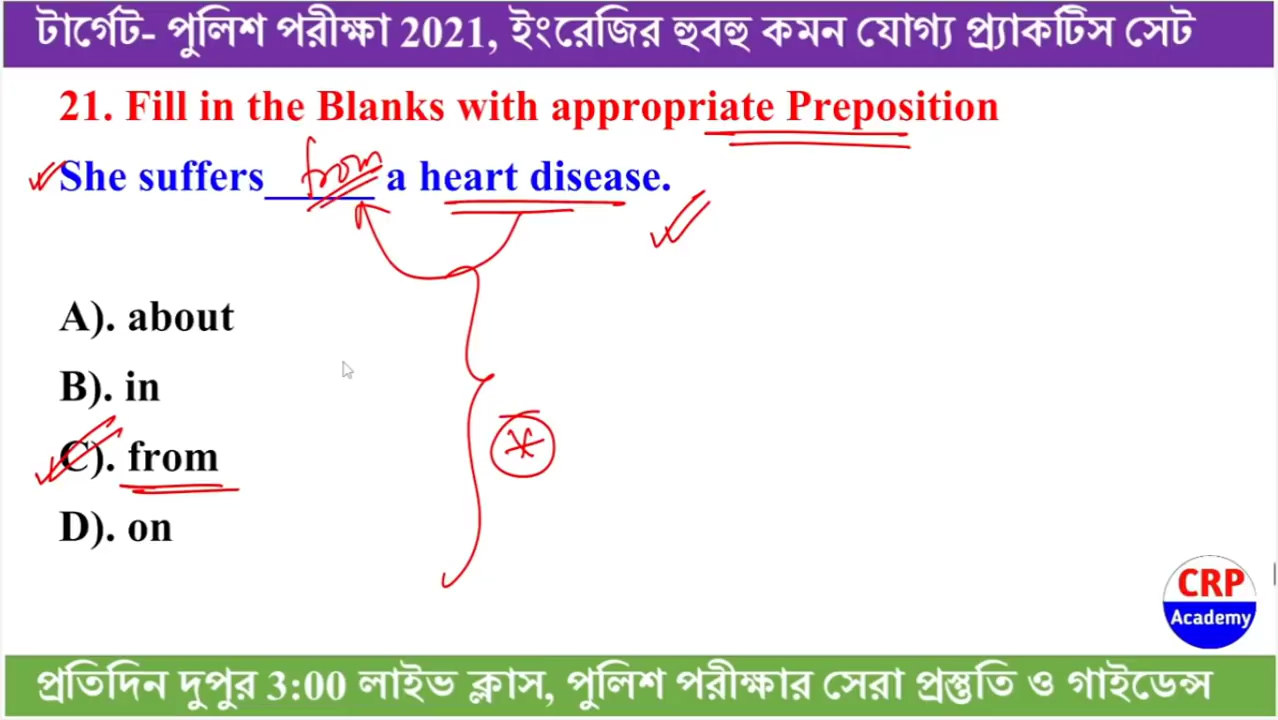 টার্গেট- পুলিশ পরীক্ষা 2021, ইংরেজির হুবহু কমন যোগ্য প্র্যাকটিস সেট
21. Fill in the Blanks with appropriate Preposition
She suffers from a heart disease.
A). about
B). in
C). from
D). on
CRP
Academy
প্রতিদিন দুপুর 3:00 লাইভ ক্লাস, পুলিশ পরীক্ষার সেরা প্রস্তুতি ও গাইডেন্স